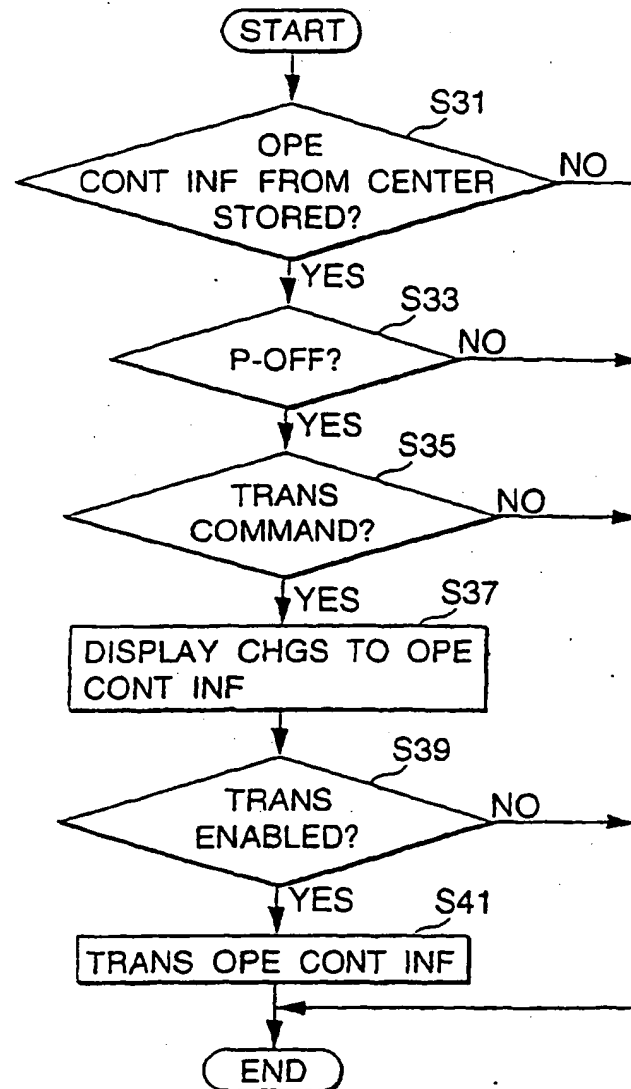 START
S31
OPE
CONT INF FROM CENTER
STORED?
NO
YES
S33
P-OFF?
NO
YES
S35
TRANS
COMMAND?
NO
YES
S37
DISPLAY CHGS TO OPE
CONT INF
S39
TRANS
ENABLED?
NO
YES
S41
TRANS OPE CONT INF
END